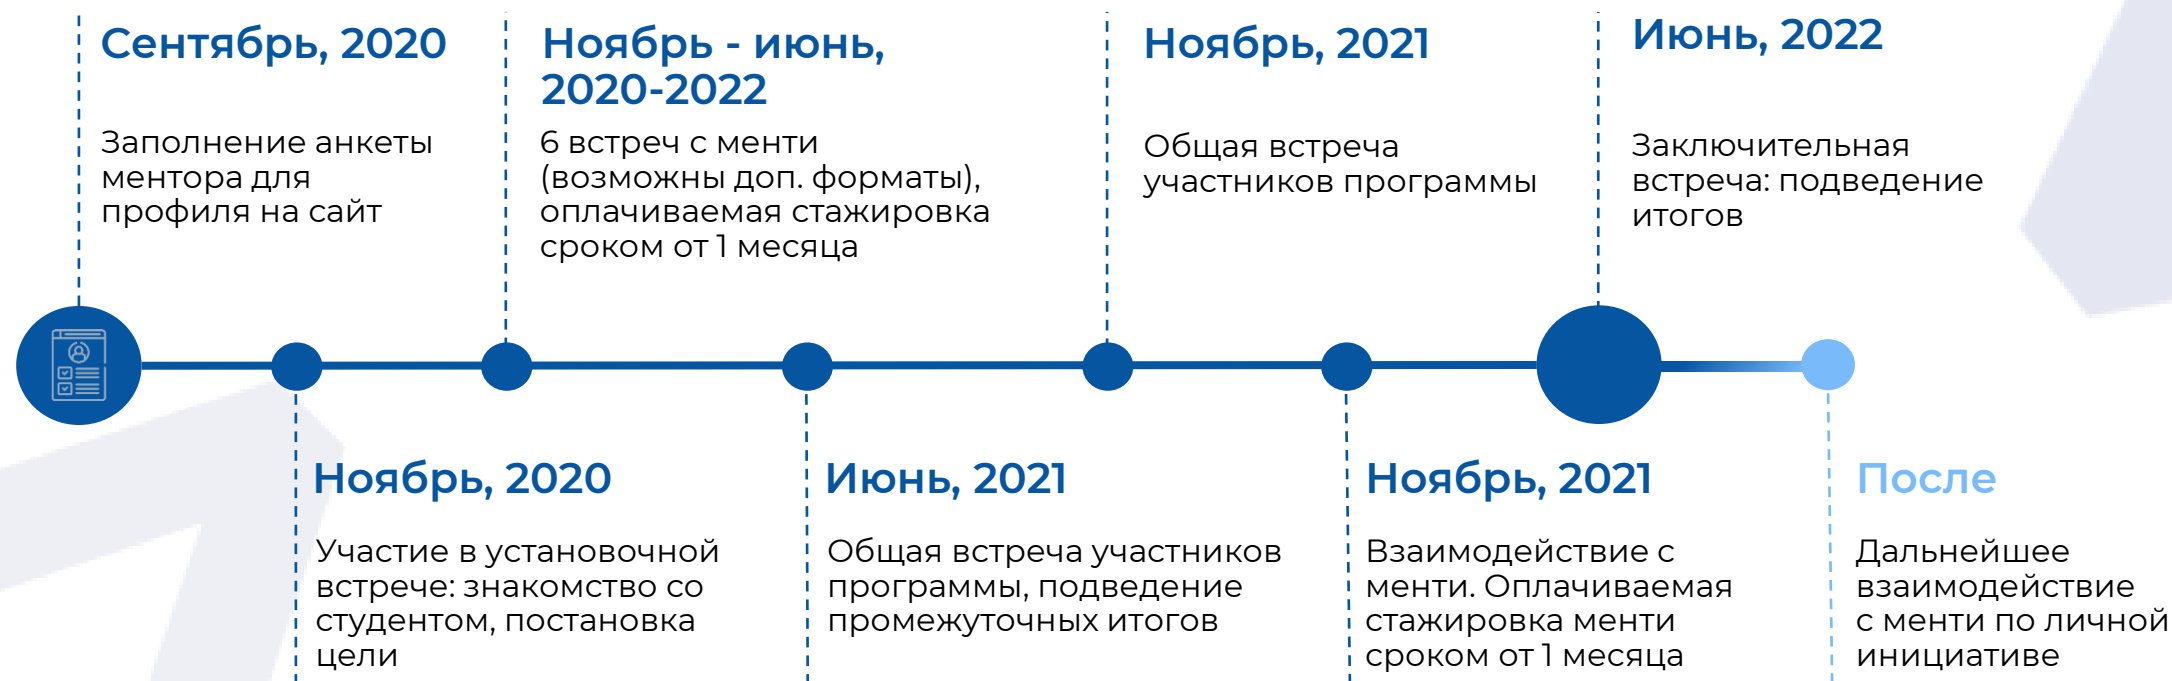 Сентябрь, 2020
Заполнение анкеты
ментора для
профиля на сайт
Ноябрь - июнь,
2020-2022
6 встреч с менти
(возможны доп. форматы),
оплачиваемая стажировка
сроком от 1 месяца
Ноябрь, 2021
Общая встреча
участников программы
Июнь, 2022
Заключительная
встреча: подведение
итогов
Ноябрь, 2020
Участие в установочной
встрече: знакомство со
студентом, постановка
цели
Июнь, 2021
Общая встреча участников
программы, подведение
промежуточных итогов
Ноябрь, 2021
Взаимодействие с
менти. Оплачиваемая
стажировка менти
сроком от 1 месяца
После
Дальнейшее
взаимодействие
с менти по личной
инициативе